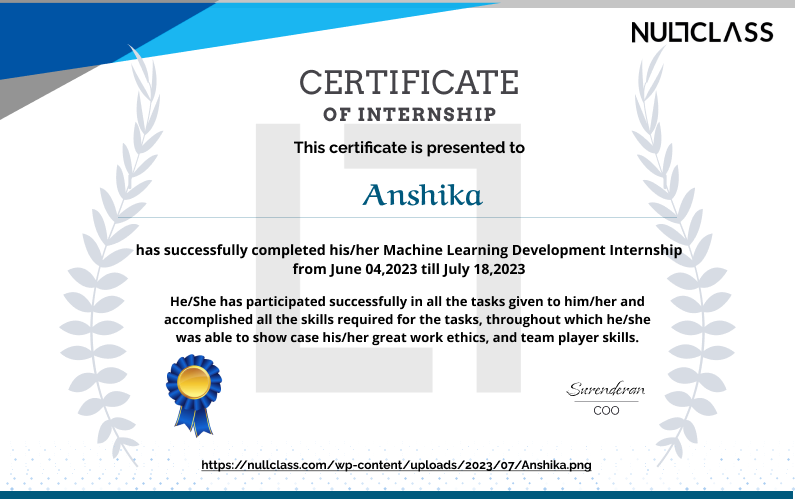 NULLCLASS
CERTIFICATE
OF INTERNSHIP
This certificate is presented to
Anshika
has successfully completed his/her Machine Learning Development Internship
from June 04,2023 till July 18,2023
He/She has participated successfully in all the tasks given to him/her and
accomplished all the skills required for the tasks, throughout which he/she
was able to show case his/her great work ethics, and team player skills.
Surenderan
COO
https://nullclass.com/wp-content/uploads/2023/07/Anshika.png